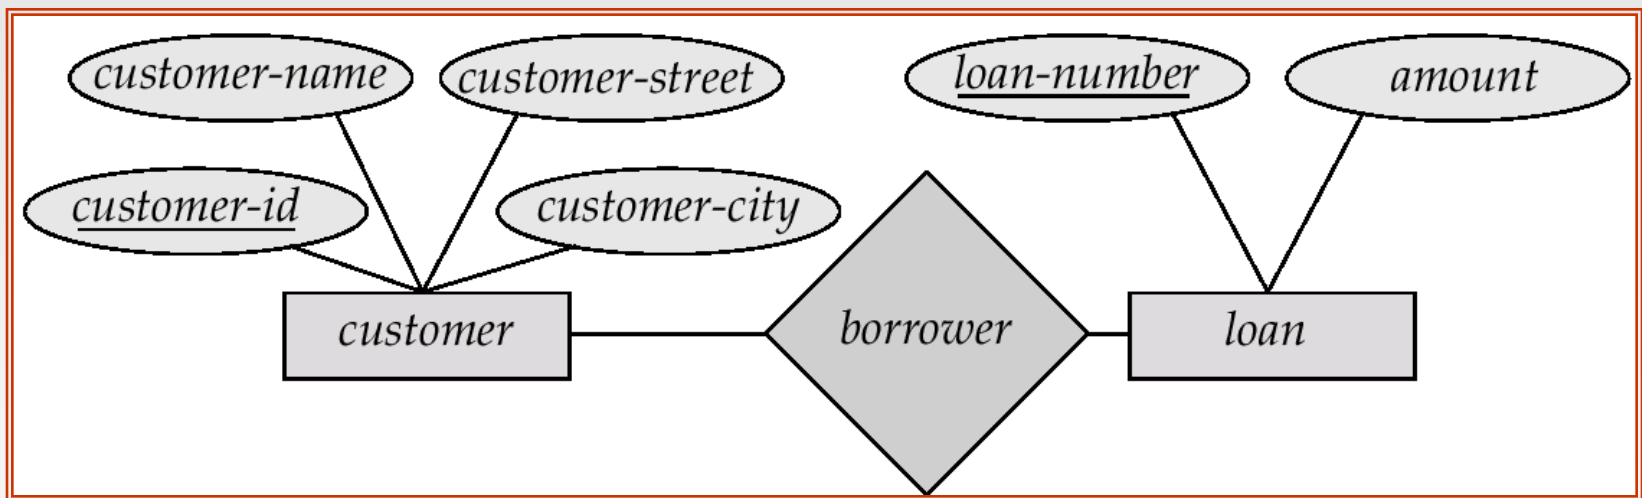 customer-name
customer-street
loan-number
amount
customer-id
customer-city
customer
borrower
loan